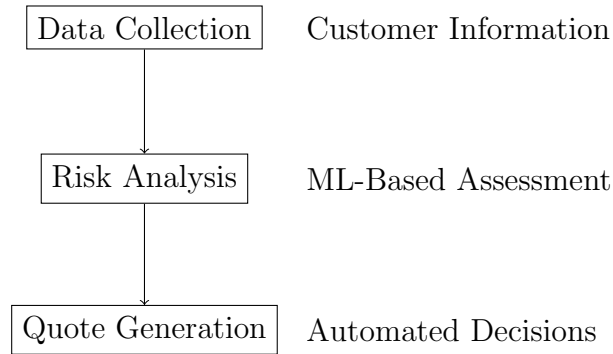 Data Collection
Customer Information
Risk Analysis
ML-Based Assessment
Quote Generation
Automated Decisions